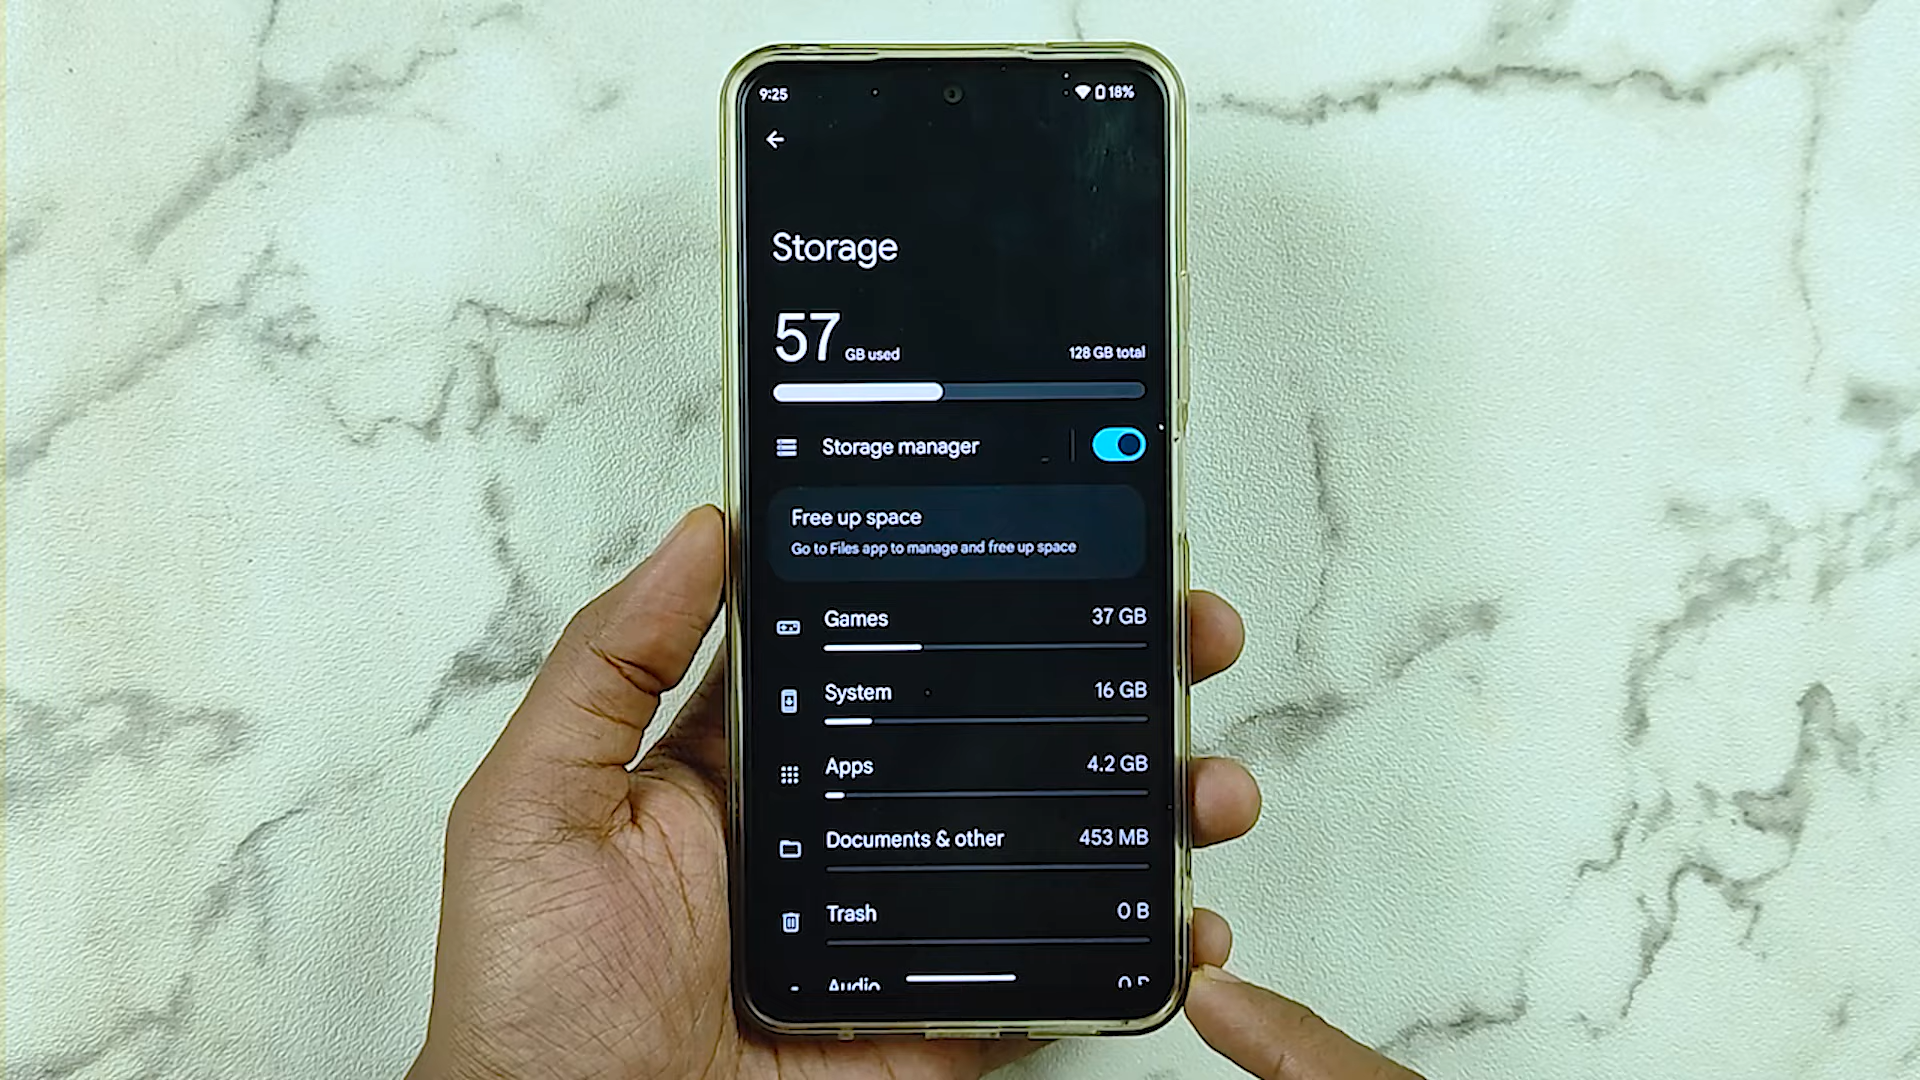 9:25 18%
Storage
57 GB used 128 GB total
Storage manager
Free up space
Go to Files app to manage and free up space
Games 37 GB
System 16 GB
Apps 4.2 GB
Documents & other 453 MB
Trash 0 B
Audio